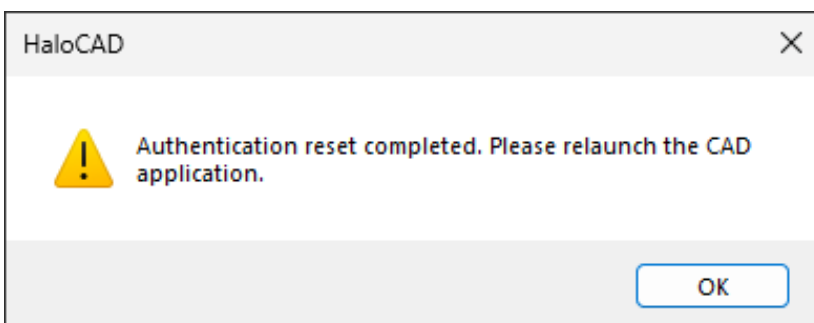 HaloCAD
Authentication reset completed. Please relaunch the CAD
application.
OK